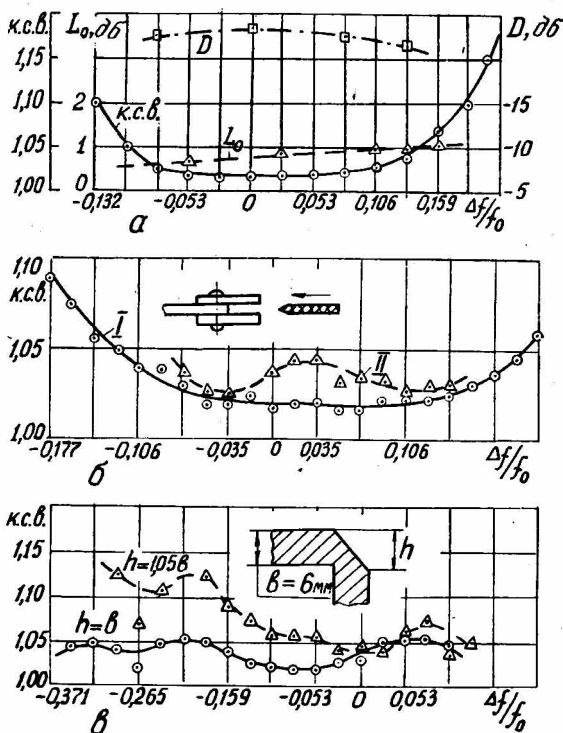 к.с.в. L₀, дб D, дб
1,15
1,10 2 -15
1,05 1 -10
1,00 0 -5
D
к.с.в.
L₀
-0,132 -0,053 0 0,053 0,106 0,159 Δf/f₀
а
1,10
к.с.в.
I
II
1,05
1,00
-0,177 -0,106 -0,035 0 0,035 0,106 Δf/f₀
б
к.с.в.
1,15
1,10
1,05
1,00
h=1,05в
h=в
h
в=6мм
-0,371 -0,265 -0,159 -0,053 0 0,053 Δf/f₀
в